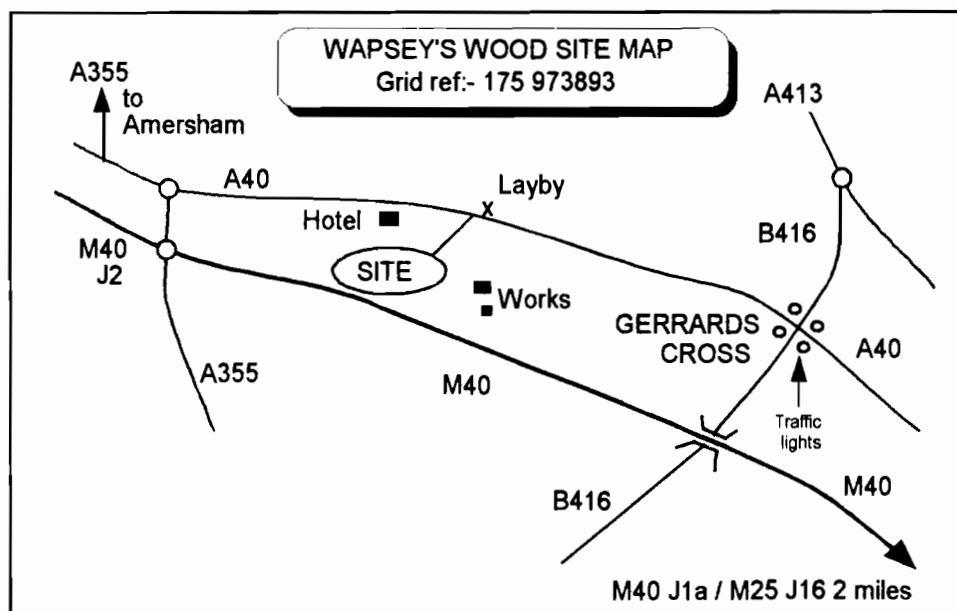 WAPSEY'S WOOD SITE MAP
Grid ref:- 175 973893
A355
to
Amersham
A413
A40
Layby
Hotel
B416
M40
J2
SITE
Works
GERRARDS
CROSS
A40
A355
M40
Traffic
lights
B416
M40
M40 J1a / M25 J16 2 miles